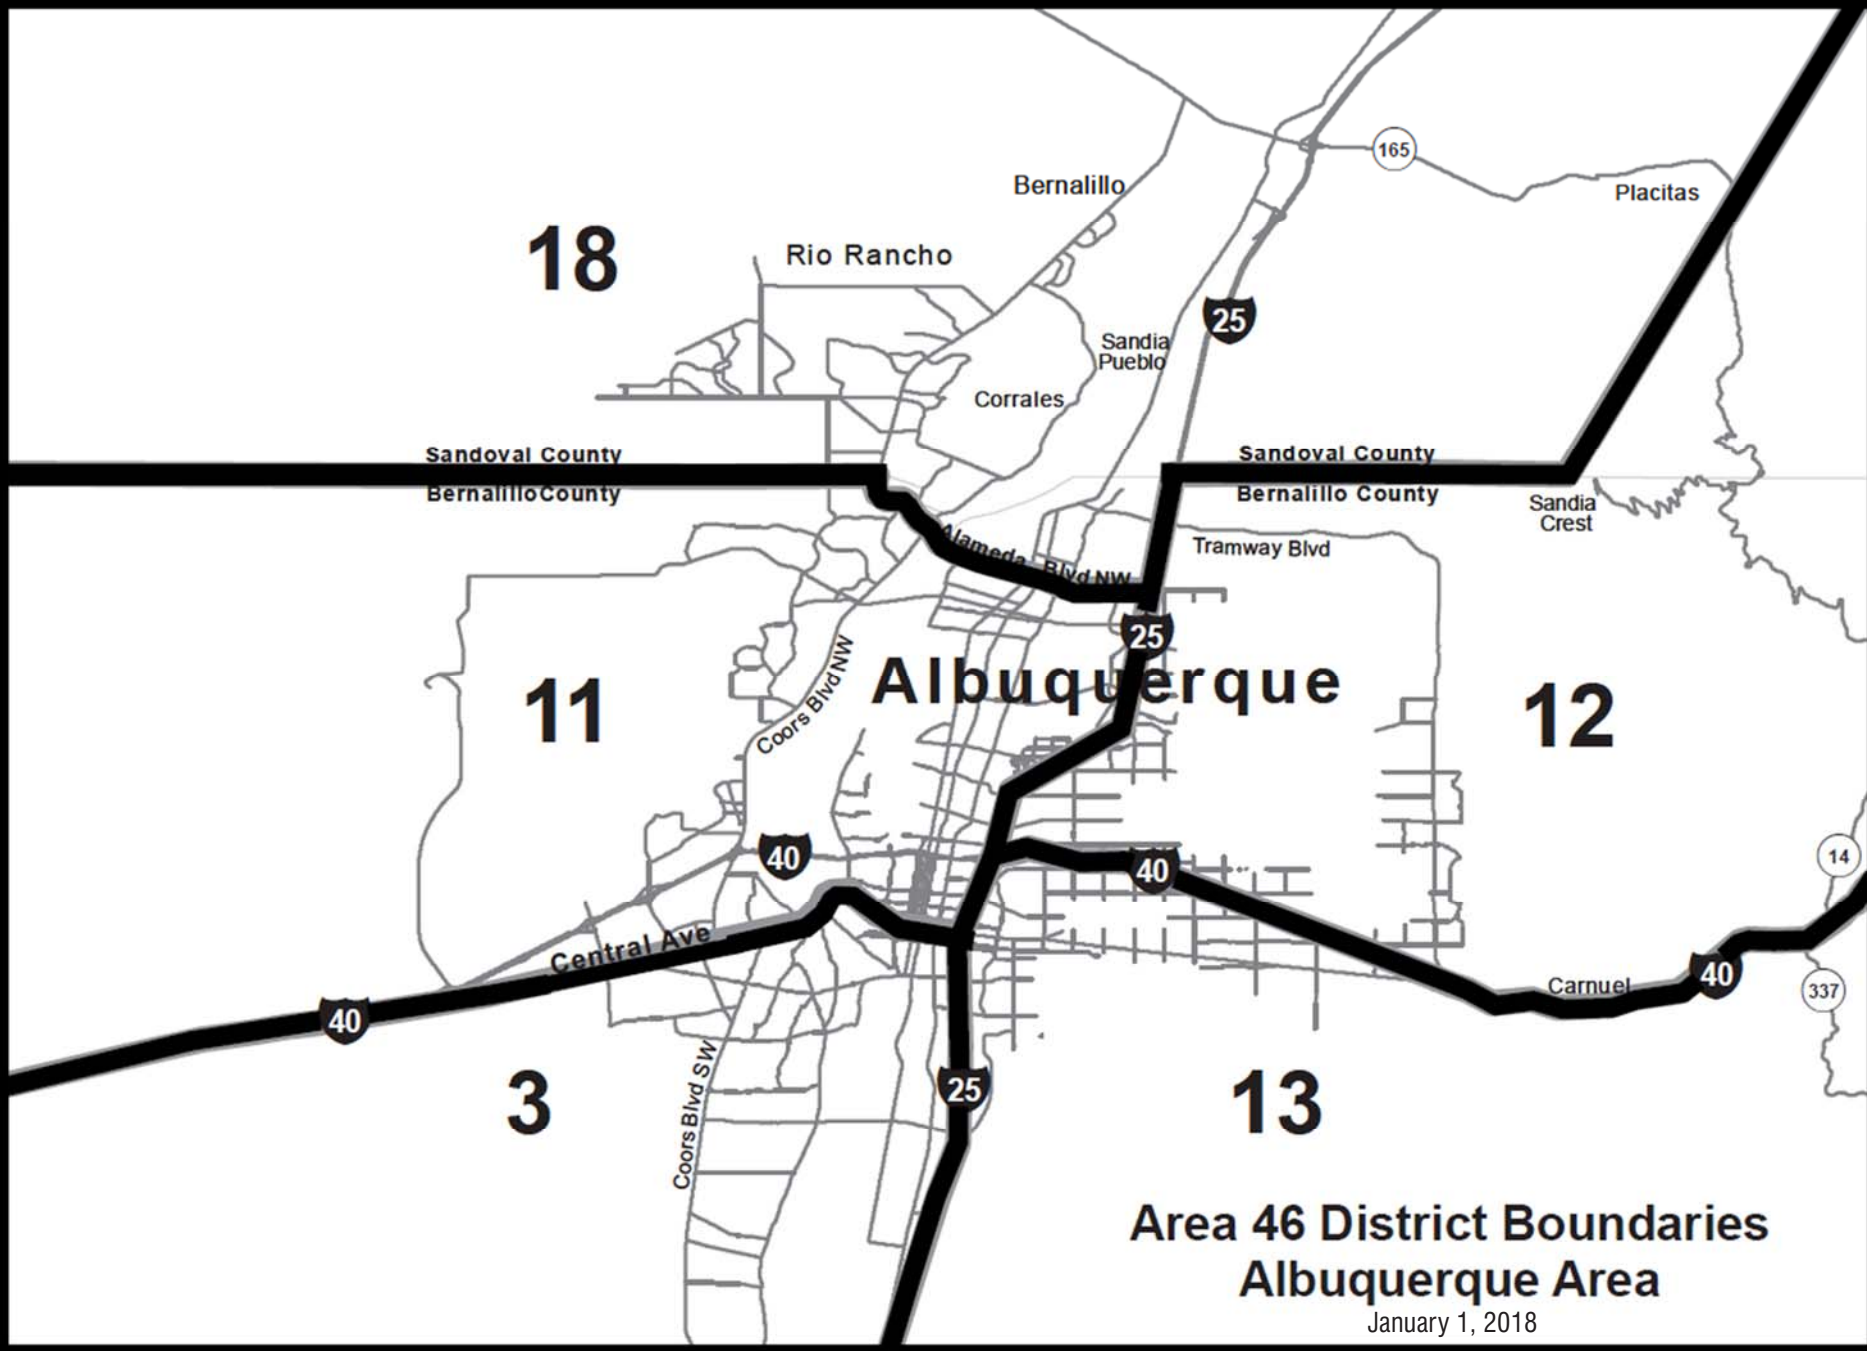 165
Bernalillo
Placitas
18
Rio Rancho
25
Sandia
Pueblo
Corrales
Sandoval County
Sandoval County
Bernalillo County
Bernalillo County
Sandia
Crest
Alameda Blvd NW
Tramway Blvd
25
Albuquerque
Coors Blvd NW
11
12
40
40
14
Central Ave
40
Carnuel
337
40
Coors Blvd SW
25
3
13
Area 46 District Boundaries
Albuquerque Area
January 1, 2018